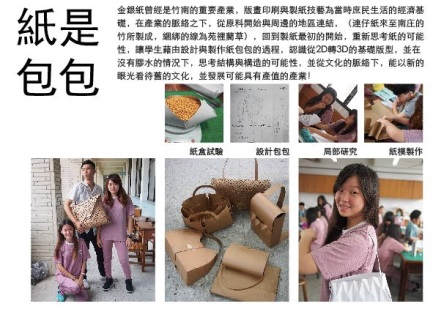 紙是
包包
金銀紙曾經是竹南的重要產業，版畫印刷與製紙技藝為當時庶民生活的經濟基
礎，在產業的脈絡之下，從原料開始與周邊的地區連結，（連仔紙來至南庄的
竹所製成，綑綁的線為苑裡藺草），回到製紙最初的開始，重新思考紙的可能
性，讓學生藉由設計與製作紙包包的過程，認識從2D轉3D的基礎版型，並在
沒有膠水的情況下，思考結構與構造的可能性，並從文化的脈絡下，能以新的
眼光看待舊的文化，並發展可能具有產值的產業!
紙盒試驗
設計包包
局部研究
紙模製作